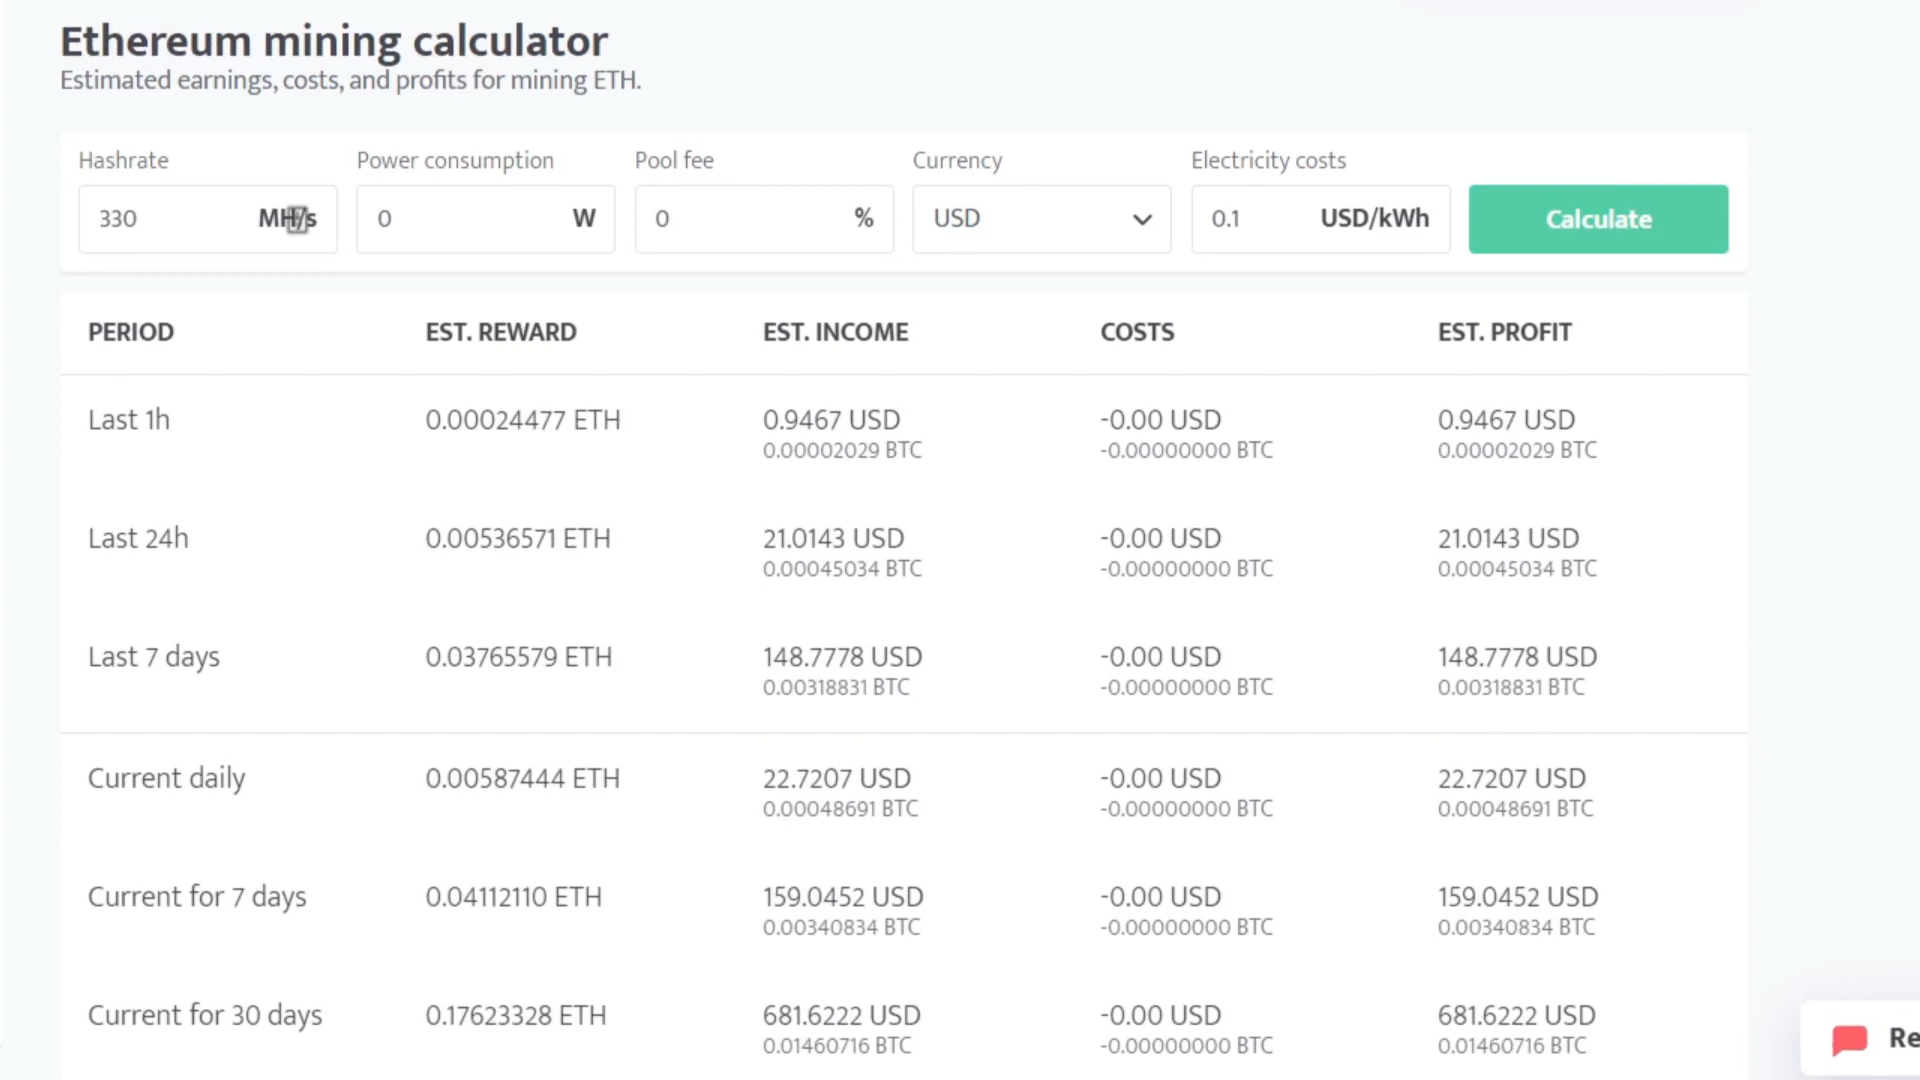 Ethereum mining calculator
Estimated earnings, costs, and profits for mining ETH.
Hashrate Power consumption Pool fee Currency Electricity costs
330 MH/s 0 W 0 % USD 0.1 USD/kWh Calculate
PERIOD EST. REWARD EST. INCOME COSTS EST. PROFIT
Last 1h 0.00024477 ETH 0.9467 USD -0.00 USD 0.9467 USD
0.00002029 BTC -0.00000000 BTC 0.00002029 BTC
Last 24h 0.00536571 ETH 21.0143 USD -0.00 USD 21.0143 USD
0.00045034 BTC -0.00000000 BTC 0.00045034 BTC
Last 7 days 0.03765579 ETH 148.7778 USD -0.00 USD 148.7778 USD
0.00318831 BTC -0.00000000 BTC 0.00318831 BTC
Current daily 0.00587444 ETH 22.7207 USD -0.00 USD 22.7207 USD
0.00048691 BTC -0.00000000 BTC 0.00048691 BTC
Current for 7 days 0.04112110 ETH 159.0452 USD -0.00 USD 159.0452 USD
0.00340834 BTC -0.00000000 BTC 0.00340834 BTC
Current for 30 days 0.17623328 ETH 681.6222 USD -0.00 USD 681.6222 USD
0.01460716 BTC -0.00000000 BTC 0.01460716 BTC
Re